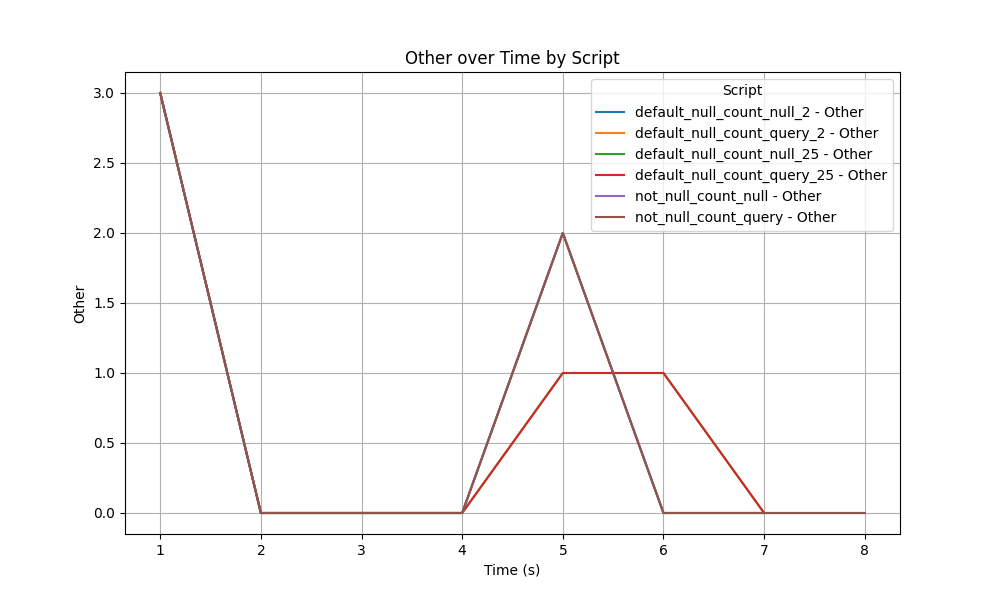 Other over Time by Script
Script
default_null_count_null_2 - Other
default_null_count_query_2 - Other
default_null_count_null_25 - Other
default_null_count_query_25 - Other
not_null_count_null - Other
not_null_count_query - Other
3.0
2.5
2.0
1.5
1.0
0.5
0.0
Other
1 2 3 4 5 6 7 8
Time (s)